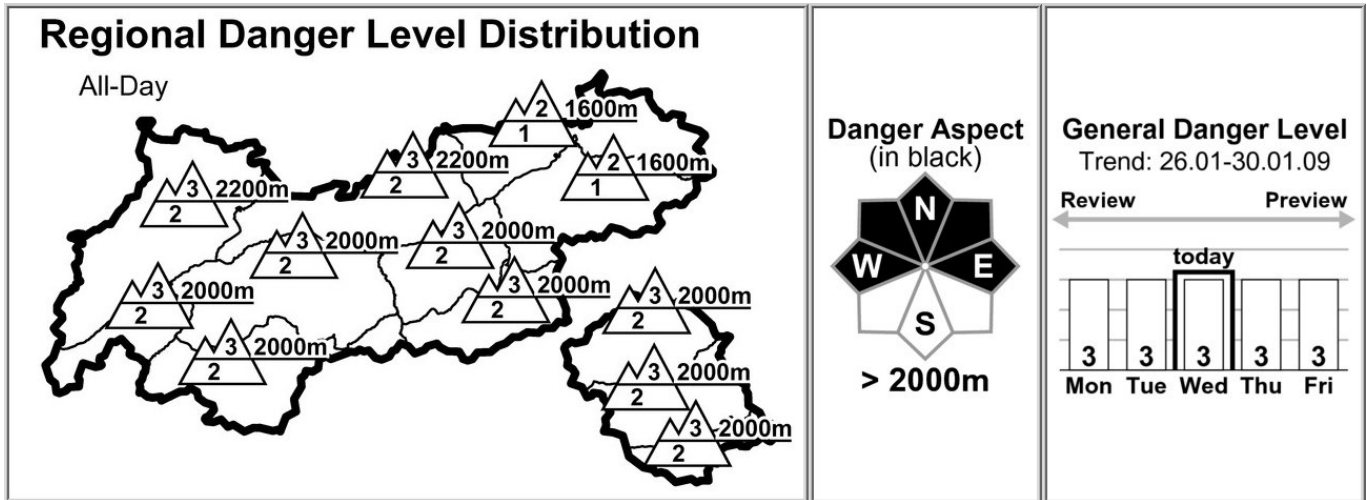 Regional Danger Level Distribution
All-Day
2 1600m
1
3 2200m
2
2 1600m
1
3 2200m
2
3 2000m
2
3 2000m
2
3 2000m
2
3 2000m
2
3 2000m
2
3 2000m
2
3 2000m
2
3 2000m
2
Danger Aspect
(in black)
N
W E
S
> 2000m
General Danger Level
Trend: 26.01-30.01.09
Review Preview
today
3 3 3 3 3
Mon Tue Wed Thu Fri